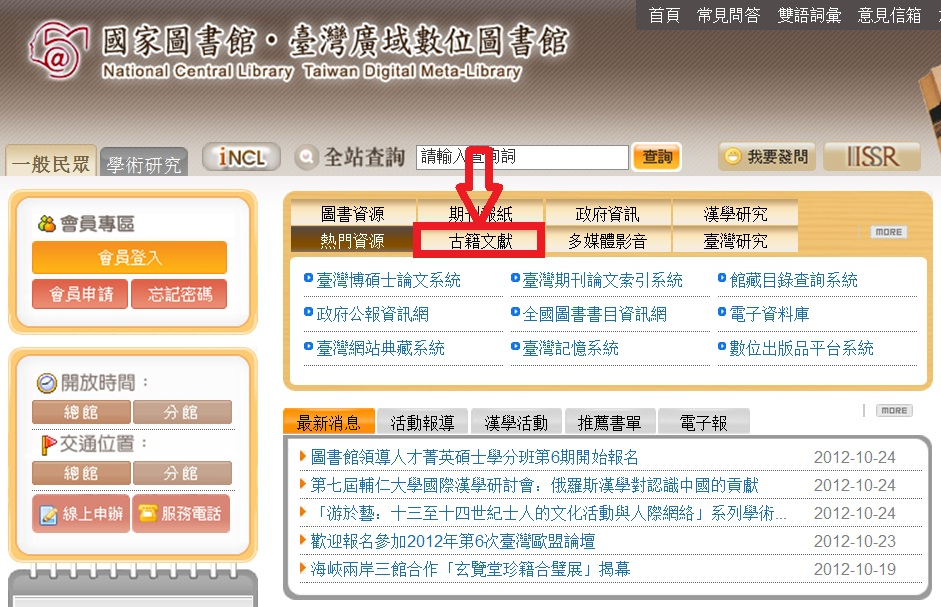 首頁 常見問答 雙語詞彙 意見信箱
國家圖書館・臺灣廣域數位圖書館
National Central Library Taiwan Digital Meta-Library
一般民眾 學術研究 iNCL 全站查詢 請輸入查詢詞 查詢 我要發問 IISSR
會員專區
會員登入
會員申請 忘記密碼
開放時間：
總館 分館
交通位置：
總館 分館
線上申辦 服務電話
圖書資源 期刊報紙 政府資訊 漢學研究
熱門資源 古籍文獻 多媒體影音 臺灣研究 MORE
臺灣博碩士論文系統 臺灣期刊論文索引系統 館藏目錄查詢系統
政府公報資訊網 全國圖書書目資訊網 電子資料庫
臺灣網站典藏系統 臺灣記憶系統 數位出版品平台系統
最新消息 活動報導 漢學活動 推薦書單 電子報 MORE
圖書館領導人才菁英碩士學分班第6期開始報名 2012-10-24
第七屆輔仁大學國際漢學研討會：俄羅斯漢學對認識中國的貢獻 2012-10-24
「游於藝：十三至十四世紀士人的文化活動與人際網絡」系列學術... 2012-10-24
歡迎報名參加2012年第6次臺灣歐盟論壇 2012-10-23
海峽兩岸三館合作「玄覽堂珍籍合璧展」揭幕 2012-10-19